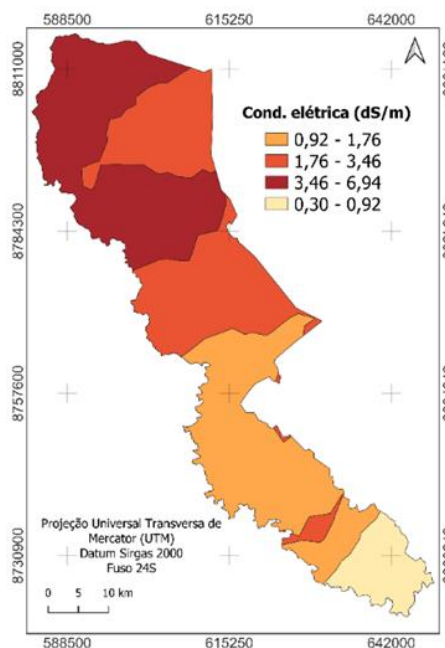 588500 615250 642000
8811000
Cond. elétrica (dS/m)
0,92 - 1,76
1,76 - 3,46
3,46 - 6,94
0,30 - 0,92
8784300
8757600
Projeção Universal Transversa de
Mercator (UTM)
Datum Sirgas 2000
Fuso 24S
8730900
0 5 10 km
588500 615250 642000